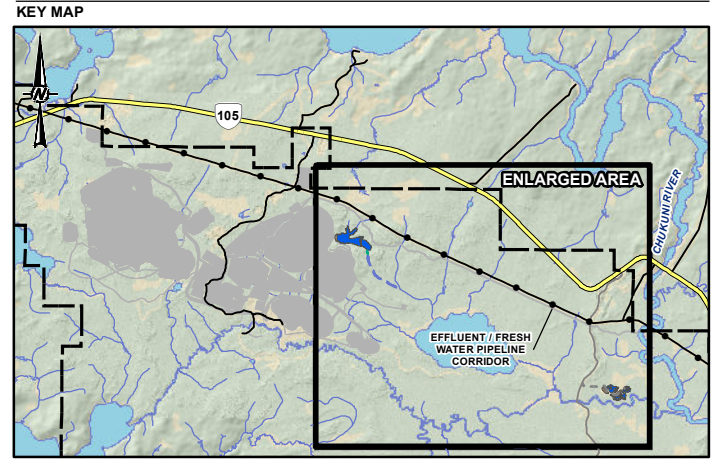 KEY MAP
N
105
ENLARGED AREA
CHUKUNI RIVER
EFFLUENT / FRESH
WATER PIPELINE
CORRIDOR